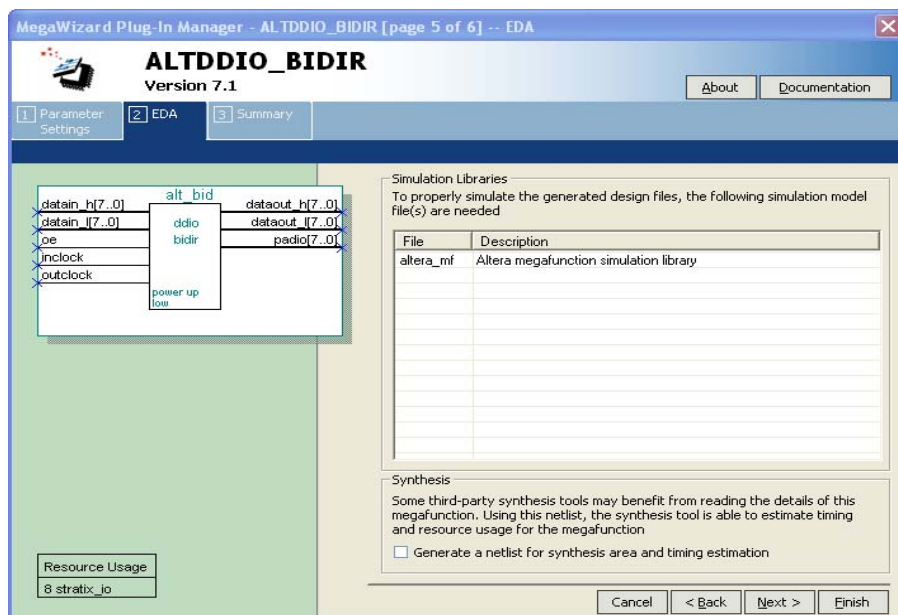 MegaWizard Plug-In Manager - ALTDDIO_BIDIR [page 5 of 6] -- EDA
ALTDDIO_BIDIR
Version 7.1
About
Documentation
1 Parameter Settings
2 EDA
3 Summary
alt_bid
datain_h[7..0]
dataout_h[7..0]
datain_l[7..0]
ddio
dataout_l[7..0]
oe
bidir
padio[7..0]
inclock
outclock
power up
low
Resource Usage
8 stratix_io
Simulation Libraries
To properly simulate the generated design files, the following simulation model
file(s) are needed
File
Description
altera_mf
Altera megafunction simulation library
Synthesis
Some third-party synthesis tools may benefit from reading the details of this
megafunction. Using this netlist, the synthesis tool is able to estimate timing
and resource usage for the megafunction
Generate a netlist for synthesis area and timing estimation
Cancel
< Back
Next >
Finish